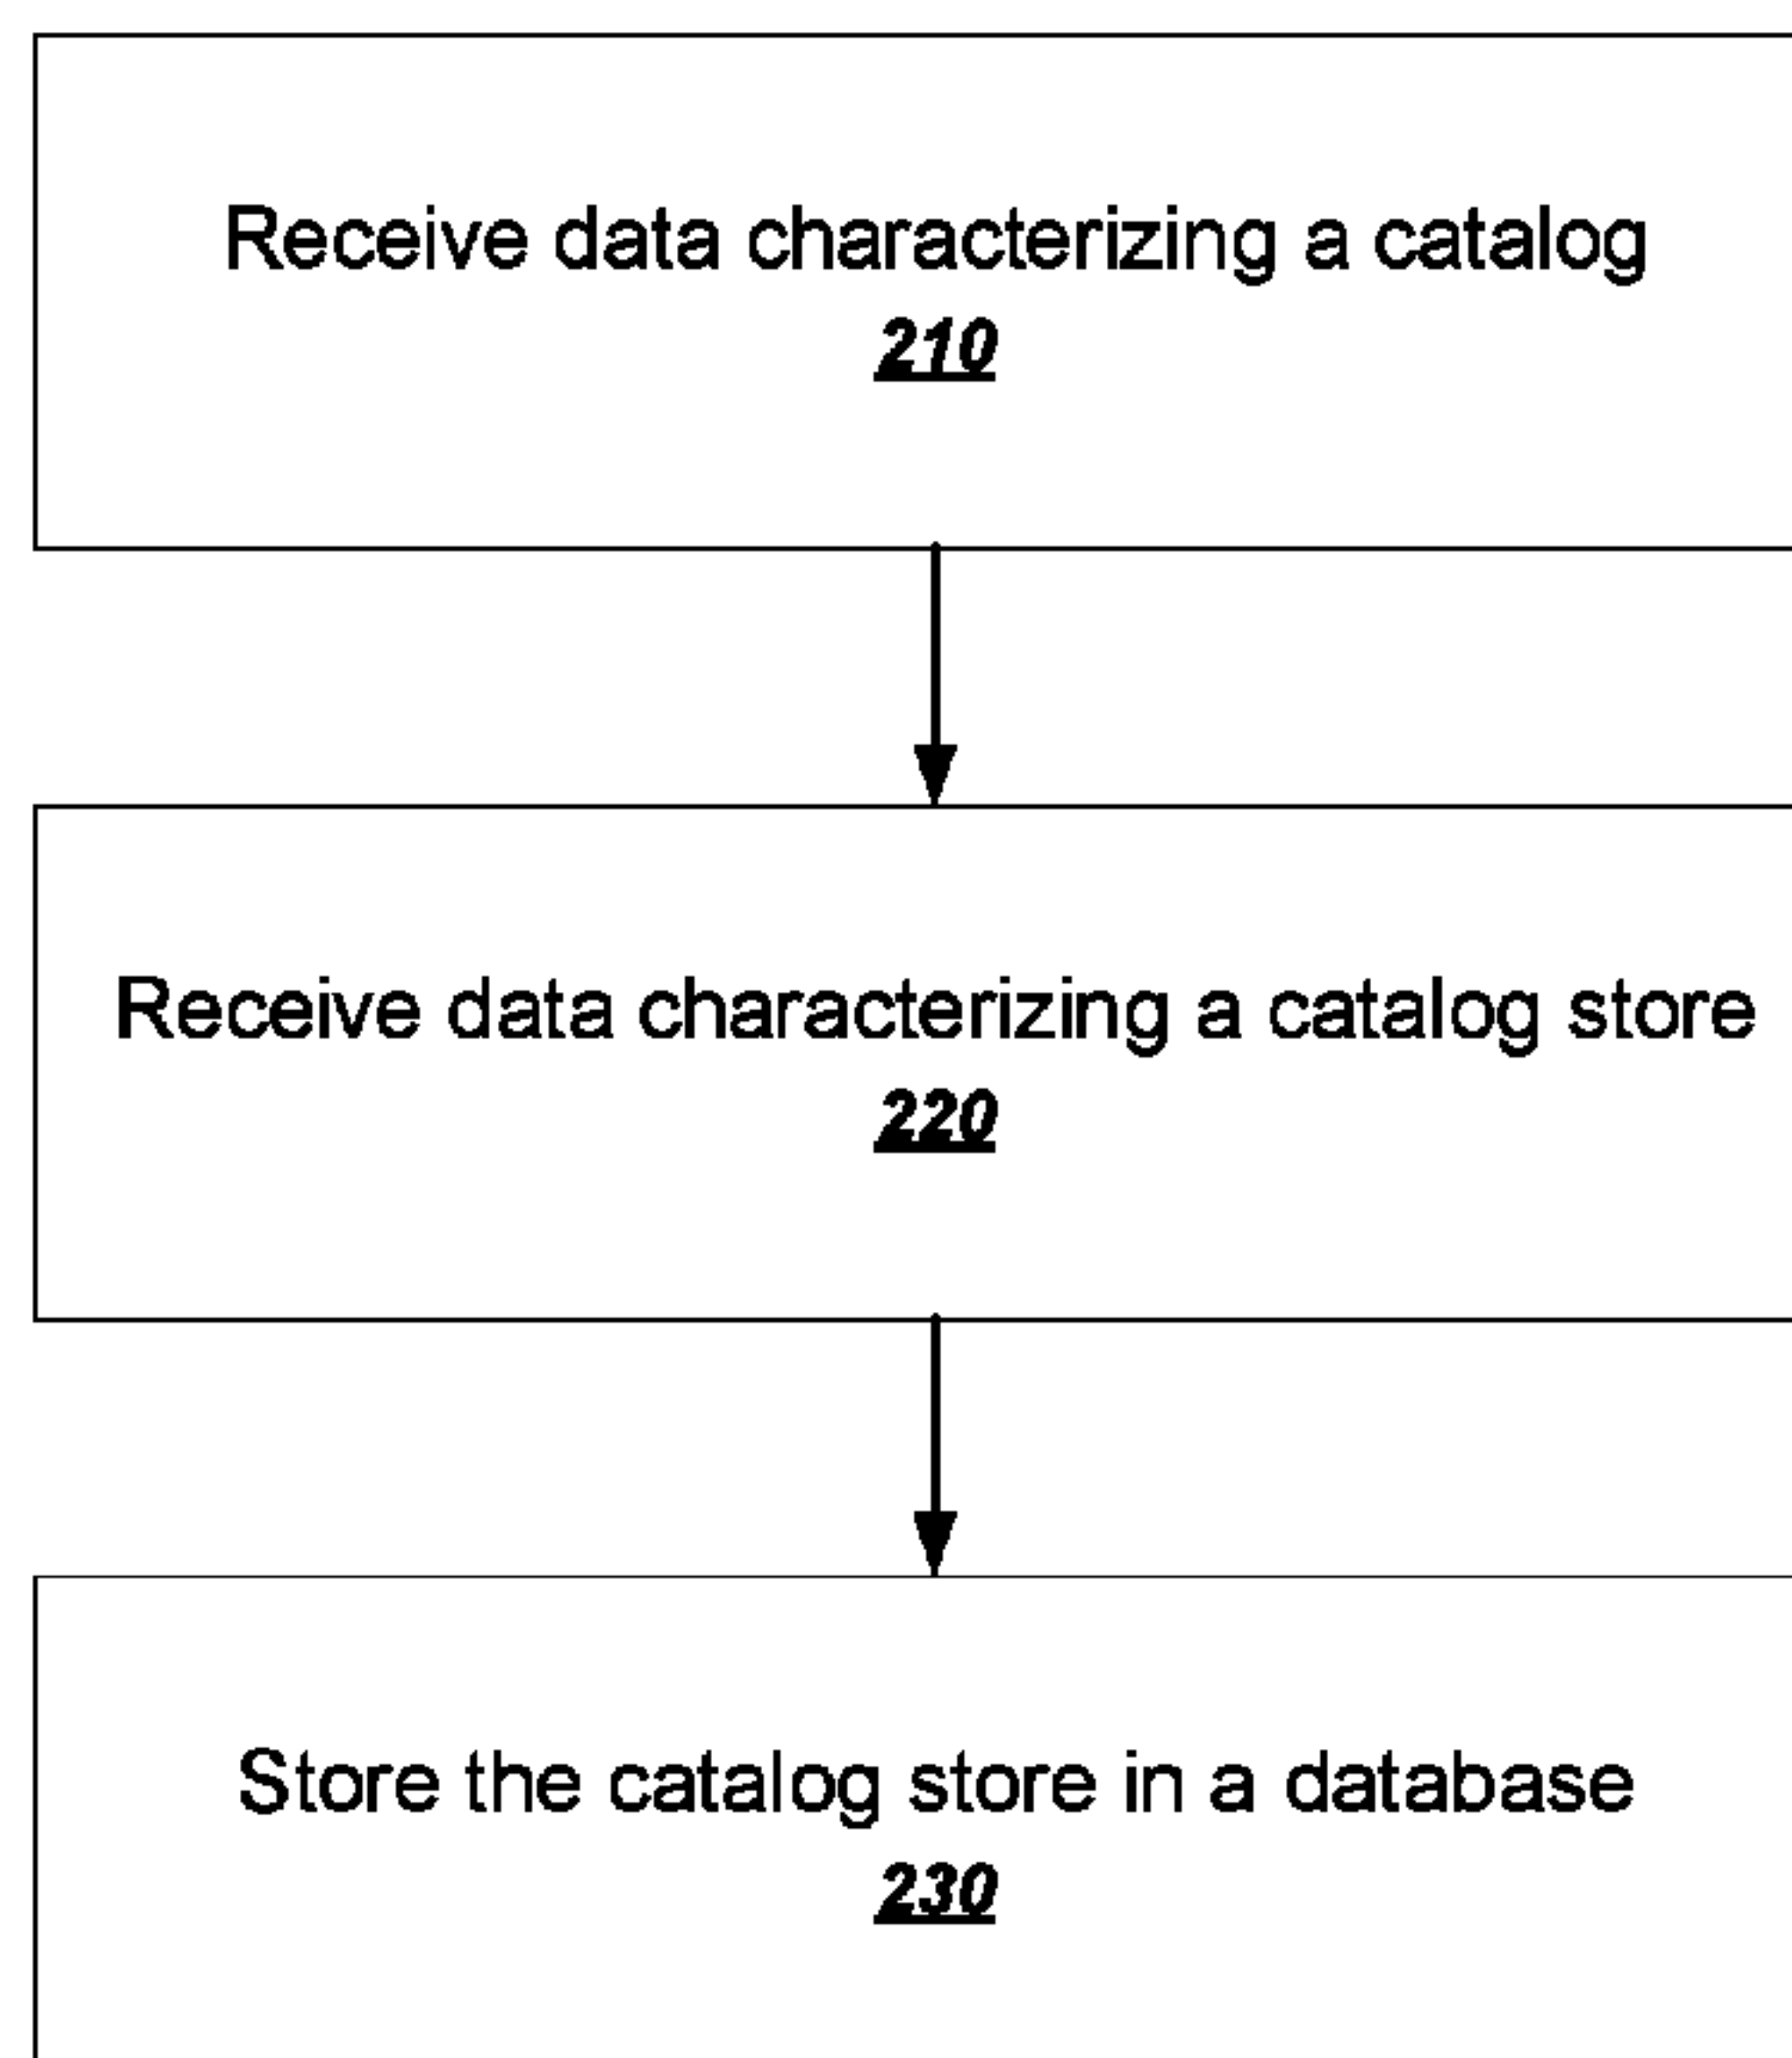 Receive data characterizing a catalog
210
Receive data characterizing a catalog store
220
Store the catalog store in a database
230